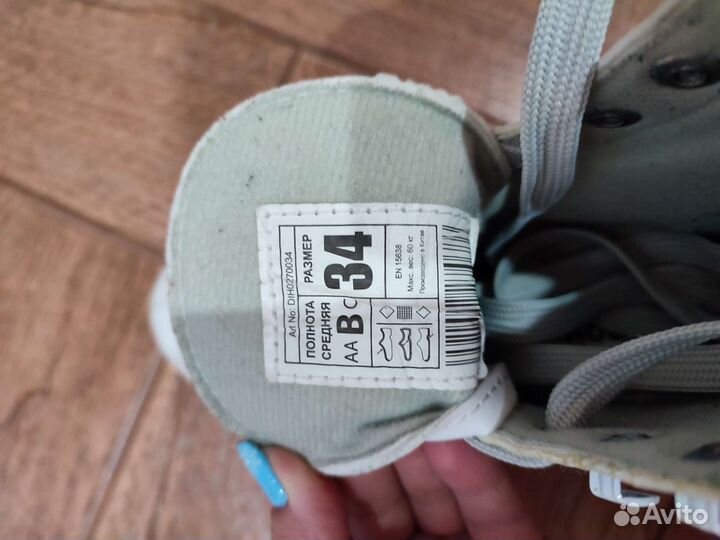 Art No: DIH0270034
ПОЛНОТА РАЗМЕР
СРЕДНЯЯ
AA B C 34
EN 15638
Макс. вес: 60 кг
Произведено в Китае
Avito